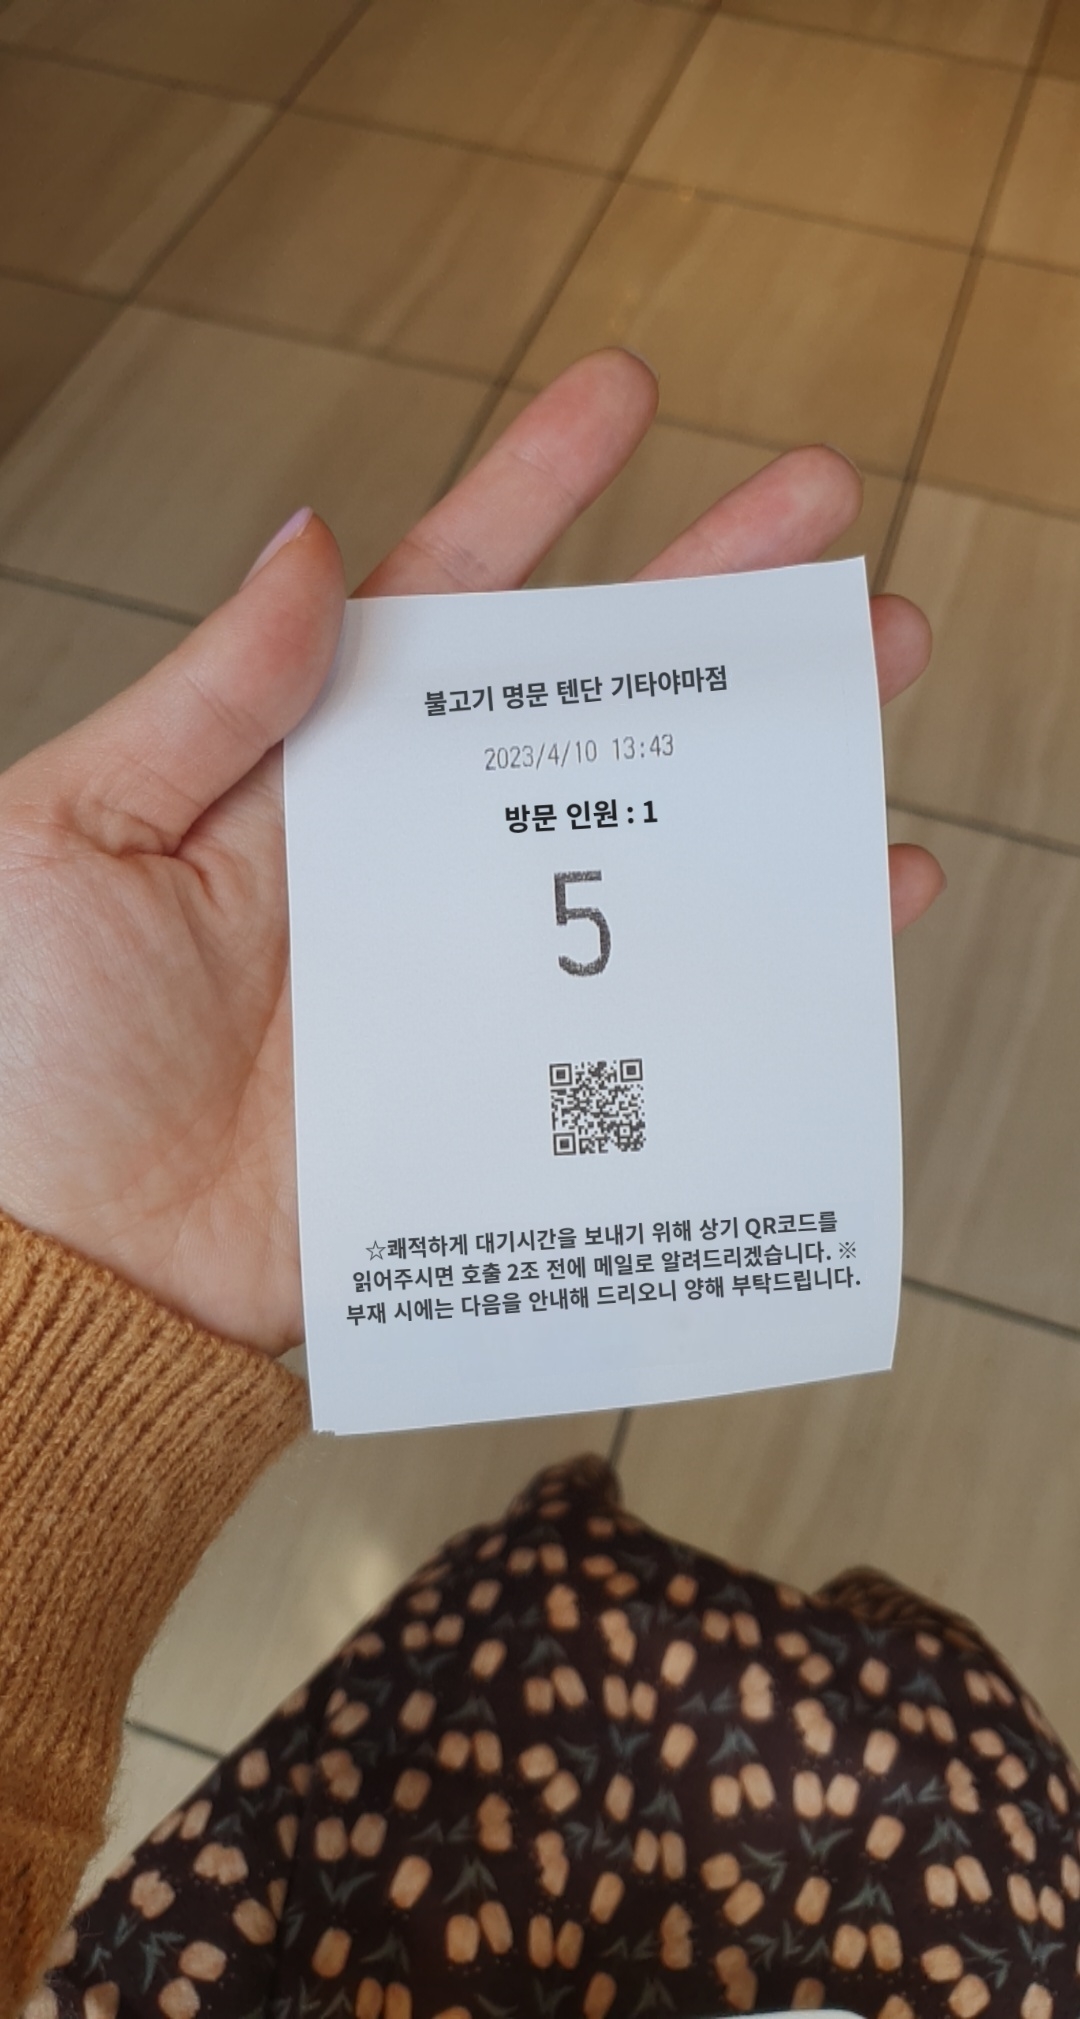 불고기 명문 텐단 기타야마점
2023/4/10 13:43
방문 인원 : 1
5
☆쾌적하게 대기시간을 보내기 위해 상기 QR코드를
읽어주시면 호출 2조 전에 메일로 알려드리겠습니다. ※
부재 시에는 다음을 안내해 드리오니 양해 부탁드립니다.